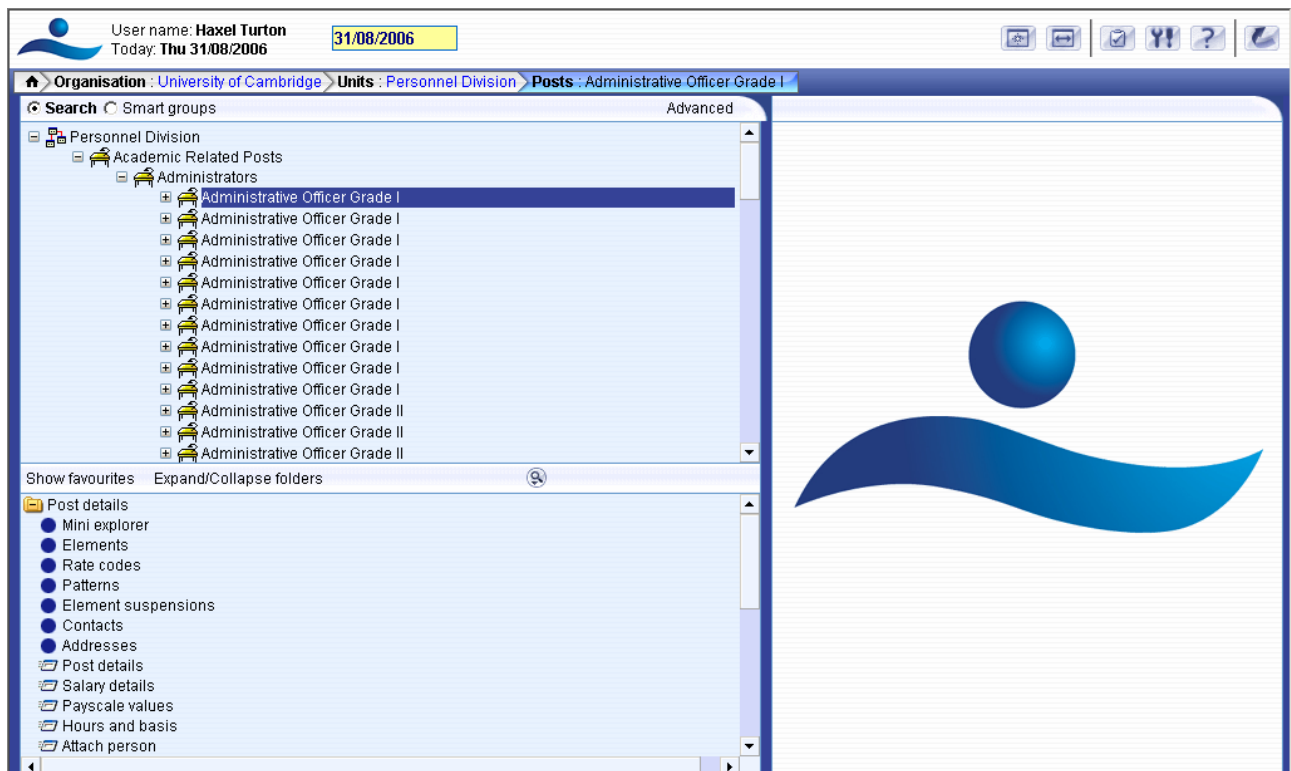 User name: Haxel Turton
Today: Thu 31/08/2006
31/08/2006
Organisation : University of Cambridge Units : Personnel Division Posts : Administrative Officer Grade I
Search Smart groups Advanced
Personnel Division
Academic Related Posts
Administrators
Administrative Officer Grade I
Administrative Officer Grade I
Administrative Officer Grade I
Administrative Officer Grade I
Administrative Officer Grade I
Administrative Officer Grade I
Administrative Officer Grade I
Administrative Officer Grade I
Administrative Officer Grade I
Administrative Officer Grade I
Administrative Officer Grade II
Administrative Officer Grade II
Administrative Officer Grade II
Show favourites Expand/Collapse folders
Post details
Mini explorer
Elements
Rate codes
Patterns
Element suspensions
Contacts
Addresses
Post details
Salary details
Payscale values
Hours and basis
Attach person